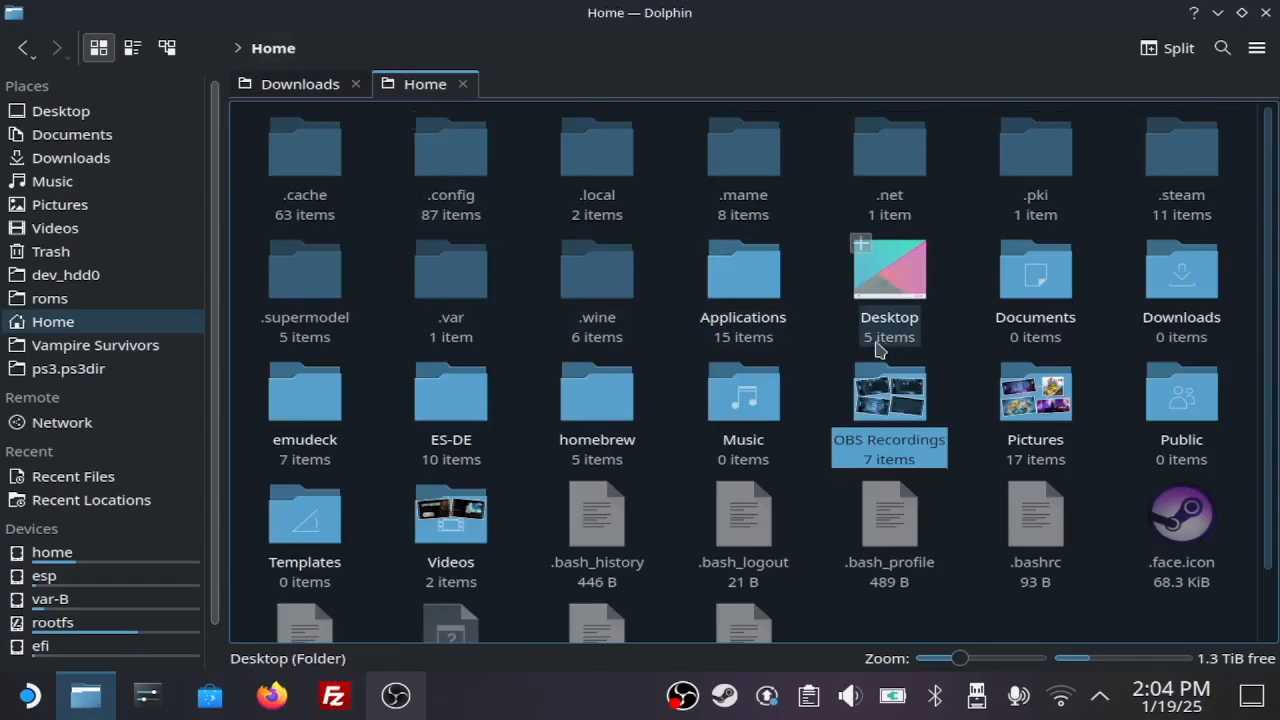 Home — Dolphin
Home
Split
Downloads
Home
Places
Desktop
Documents
Downloads
Music
Pictures
Videos
Trash
dev_hdd0
roms
Home
Vampire Survivors
ps3.ps3dir
Remote
Network
Recent
Recent Files
Recent Locations
Devices
home
esp
var-B
rootfs
efi
.cache
63 items
.config
87 items
.local
2 items
.mame
8 items
.net
1 item
.pki
1 item
.steam
11 items
.supermodel
5 items
.var
1 item
.wine
6 items
Applications
15 items
Desktop
5 items
Documents
0 items
Downloads
0 items
emudeck
7 items
ES-DE
10 items
homebrew
5 items
Music
0 items
OBS Recordings
7 items
Pictures
17 items
Public
0 items
Templates
0 items
Videos
2 items
.bash_history
446 B
.bash_logout
21 B
.bash_profile
489 B
.bashrc
93 B
.face.icon
68.3 KiB
Desktop (Folder)
Zoom:
1.3 TiB free
Fz
2:04 PM
1/19/25